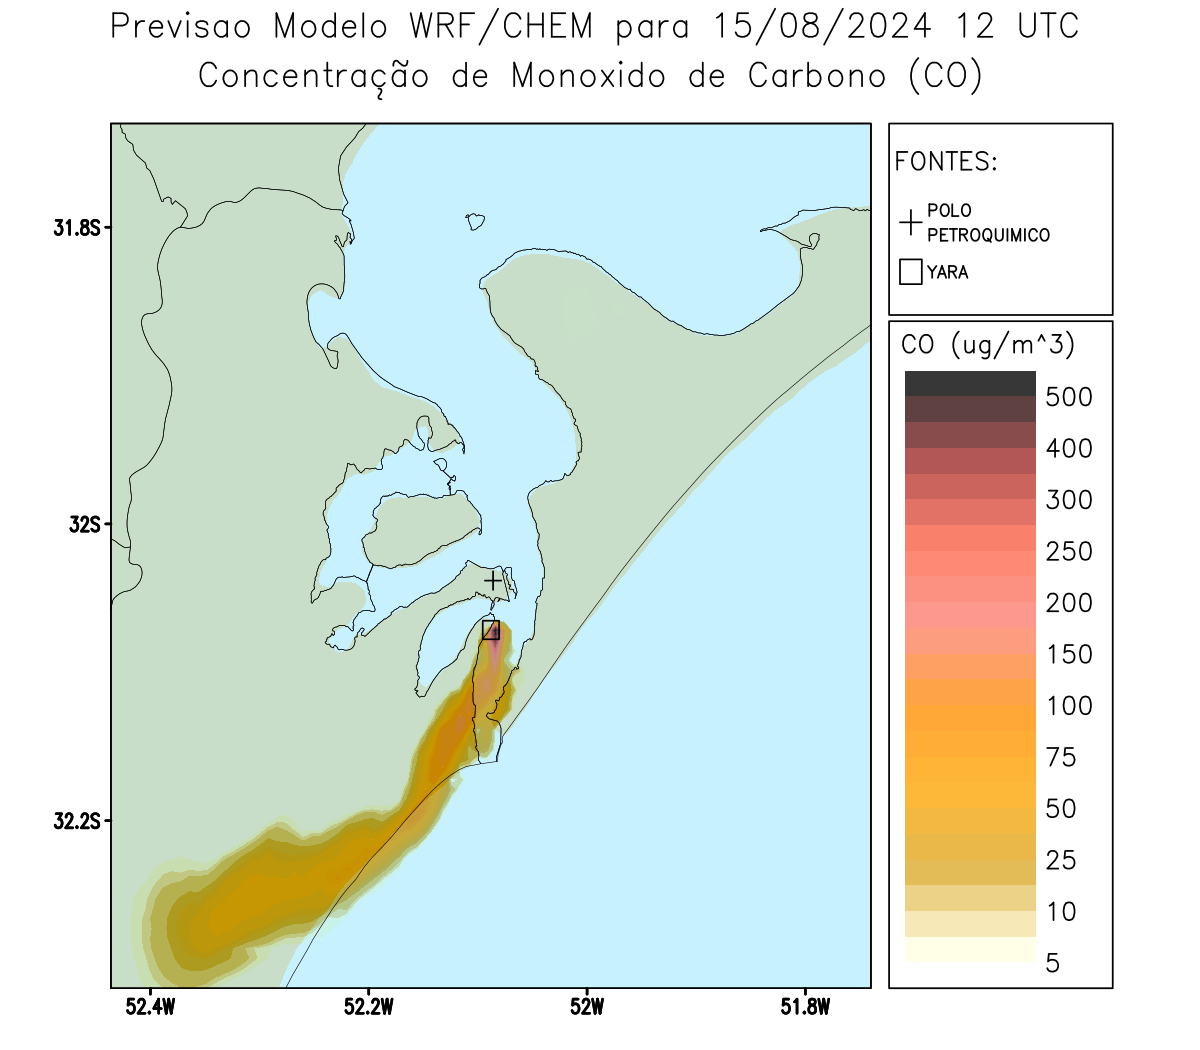 Previsao Modelo WRF/CHEM para 15/08/2024 12 UTC
Concentração de Monoxido de Carbono (CO)
FONTES:
POLO
PETROQUIMICO
YARA
31.8S
32S
32.2S
52.4W
52.2W
52W
51.8W
CO (ug/m^3)
500
400
300
250
200
150
100
75
50
25
10
5